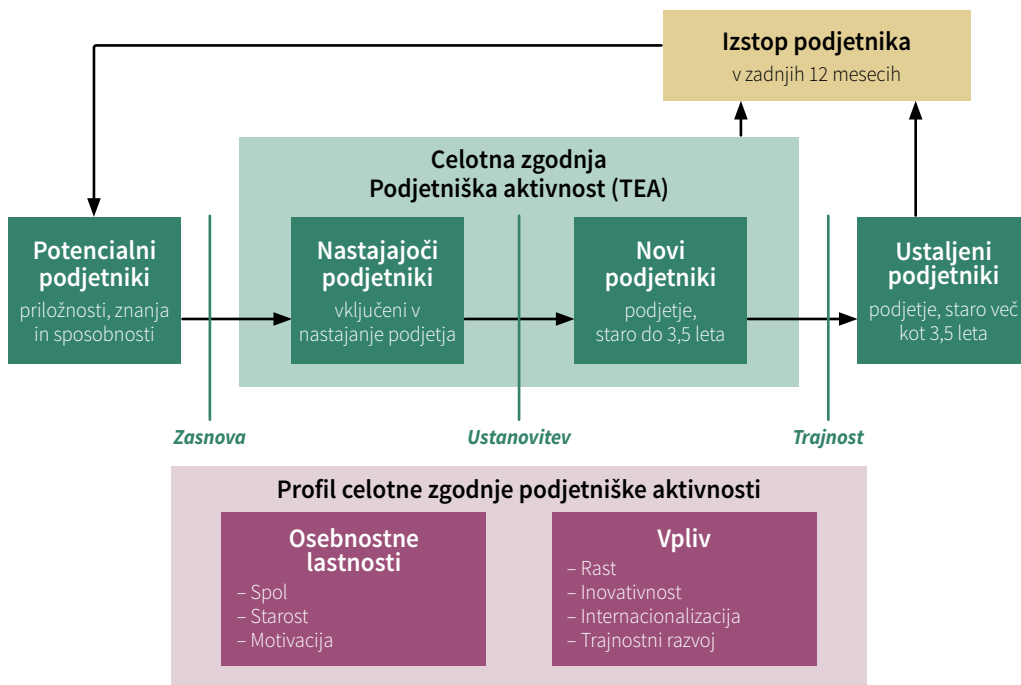 Izstop podjetnika
v zadnjih 12 mesecih
Celotna zgodnja
Podjetniška aktivnost (TEA)
Potencialni
podjetniki
priložnosti, znanja
in sposobnosti
Nastajajoči
podjetniki
vključeni v
nastajanje podjetja
Novi
podjetniki
podjetje,
staro do 3,5 leta
Ustaljeni
podjetniki
podjetje, staro več
kot 3,5 leta
Zasnova
Ustanovitev
Trajnost
Profil celotne zgodnje podjetniške aktivnosti
Osebnostne
lastnosti
– Spol
– Starost
– Motivacija
Vpliv
– Rast
– Inovativnost
– Internacionalizacija
– Trajnostni razvoj